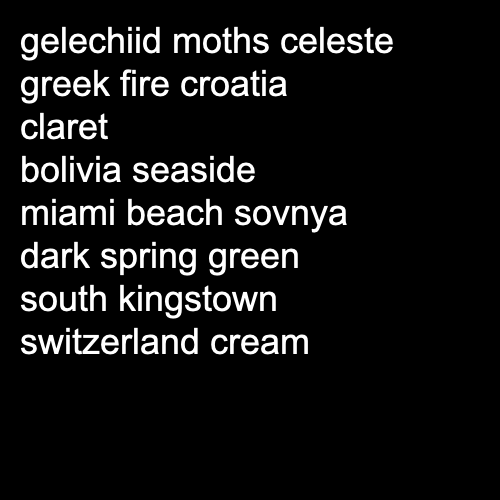 gelechiid moths celeste
greek fire croatia
claret
bolivia seaside
miami beach sovnya
dark spring green
south kingstown
switzerland cream